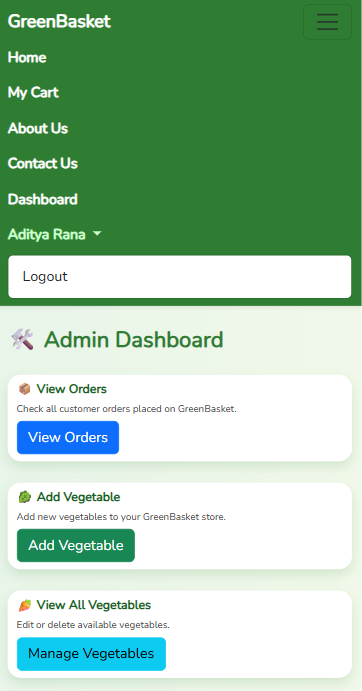 GreenBasket
Home
My Cart
About Us
Contact Us
Dashboard
Aditya Rana
Logout
Admin Dashboard
View Orders
Check all customer orders placed on GreenBasket.
View Orders
Add Vegetable
Add new vegetables to your GreenBasket store.
Add Vegetable
View All Vegetables
Edit or delete available vegetables.
Manage Vegetables